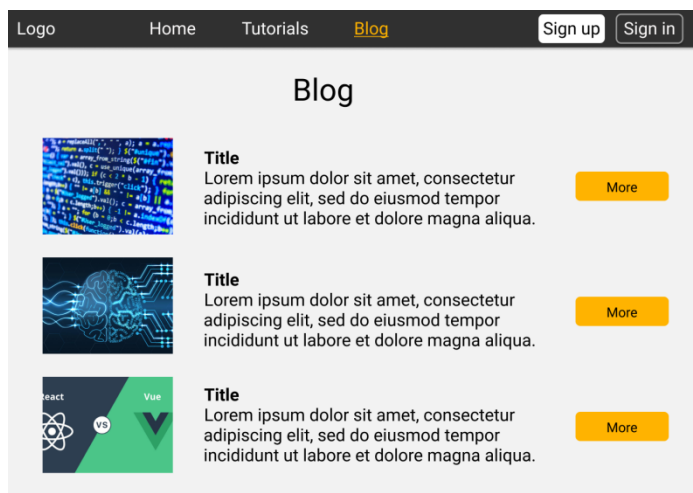 Logo Home Tutorials Blog Sign up Sign in
Blog
Title
Lorem ipsum dolor sit amet, consectetur
adipiscing elit, sed do eiusmod tempor
incididunt ut labore et dolore magna aliqua.
More
Title
Lorem ipsum dolor sit amet, consectetur
adipiscing elit, sed do eiusmod tempor
incididunt ut labore et dolore magna aliqua.
More
React Vue
VS
Title
Lorem ipsum dolor sit amet, consectetur
adipiscing elit, sed do eiusmod tempor
incididunt ut labore et dolore magna aliqua.
More